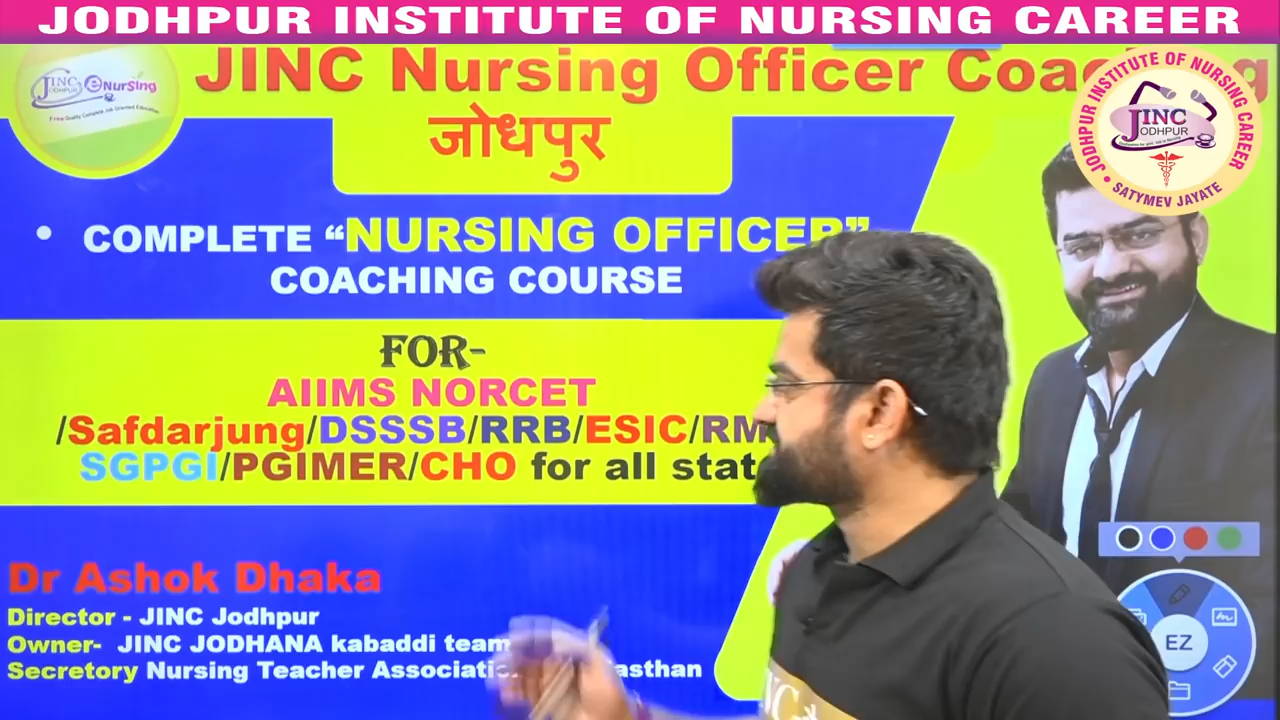 JODHPUR INSTITUTE OF NURSING CAREER
JINC Nursing Officer
जोधपुर
JINC
JODHPUR
eNursing
JODHPUR INSTITUTE OF NURSING CAREER
JINC
JODHPUR
• SATYMEV JAYATE
• COMPLETE “NURSING OFFICER”
COACHING COURSE
FOR-
AIIMS NORCET
/Safdarjung/DSSSB/RRB/ESIC/
SGPGI/PGIMER/CHO for all
Dr Ashok Dhaka
Director - JINC Jodhpur
Owner- JINC JODHANA kabaddi team
Secretory Nursing Teacher
EZ